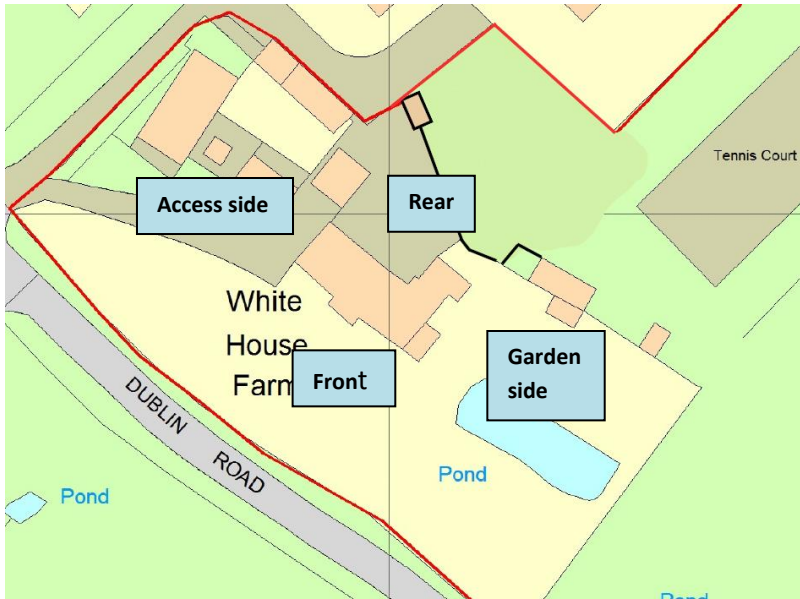 Tennis Court
Access side
Rear
White
House
Farm
Front
Garden
side
DUBLIN
ROAD
Pond
Pond